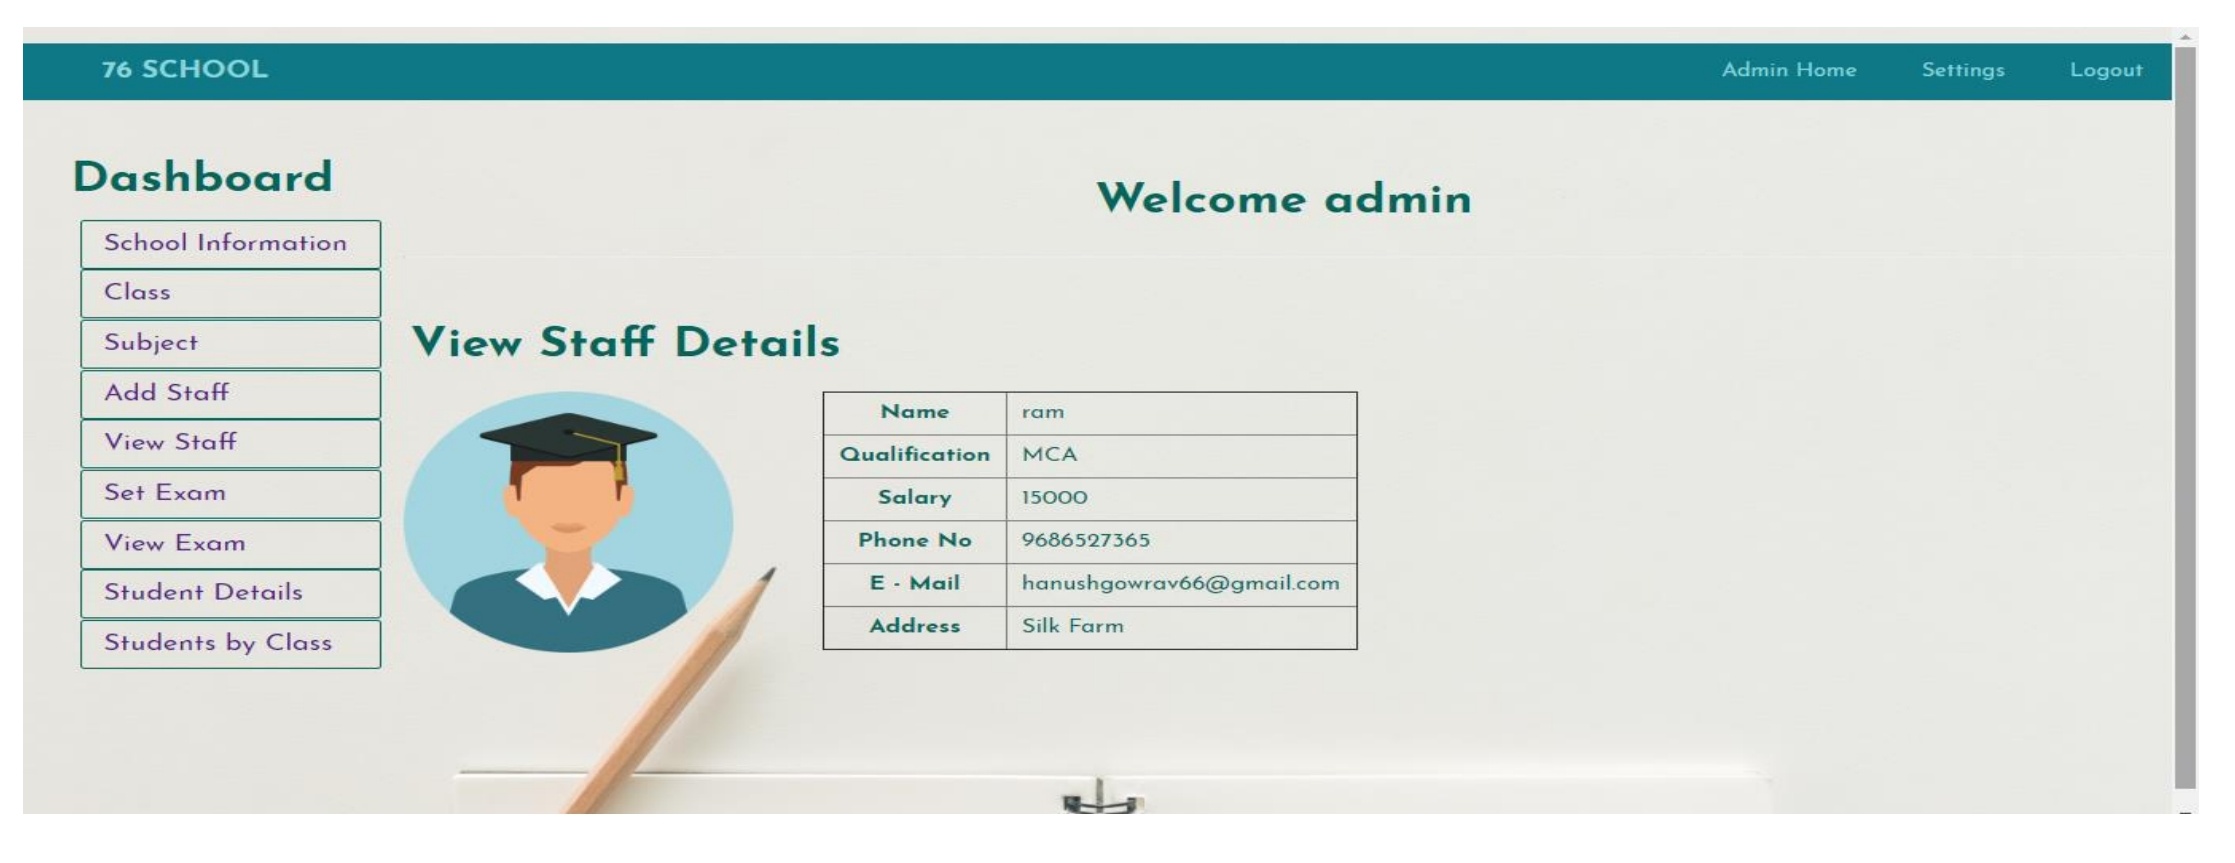 76 SCHOOL
Admin Home Settings Logout
Dashboard
School Information
Class
Subject
Add Staff
View Staff
Set Exam
View Exam
Student Details
Students by Class
Welcome admin
View Staff Details
Name ram
Qualification MCA
Salary 15000
Phone No 9686527365
E - Mail hanushgowrav66@gmail.com
Address Silk Farm